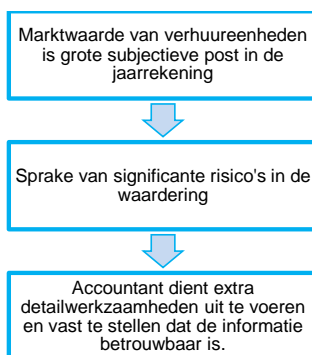 Marktwaarde van verhuureenheden
is grote subjectieve post in de
jaarrekening
Sprake van significante risico's in de
waardering
Accountant dient extra
detailwerkzaamheden uit te voeren
en vast te stellen dat de informatie
betrouwbaar is.